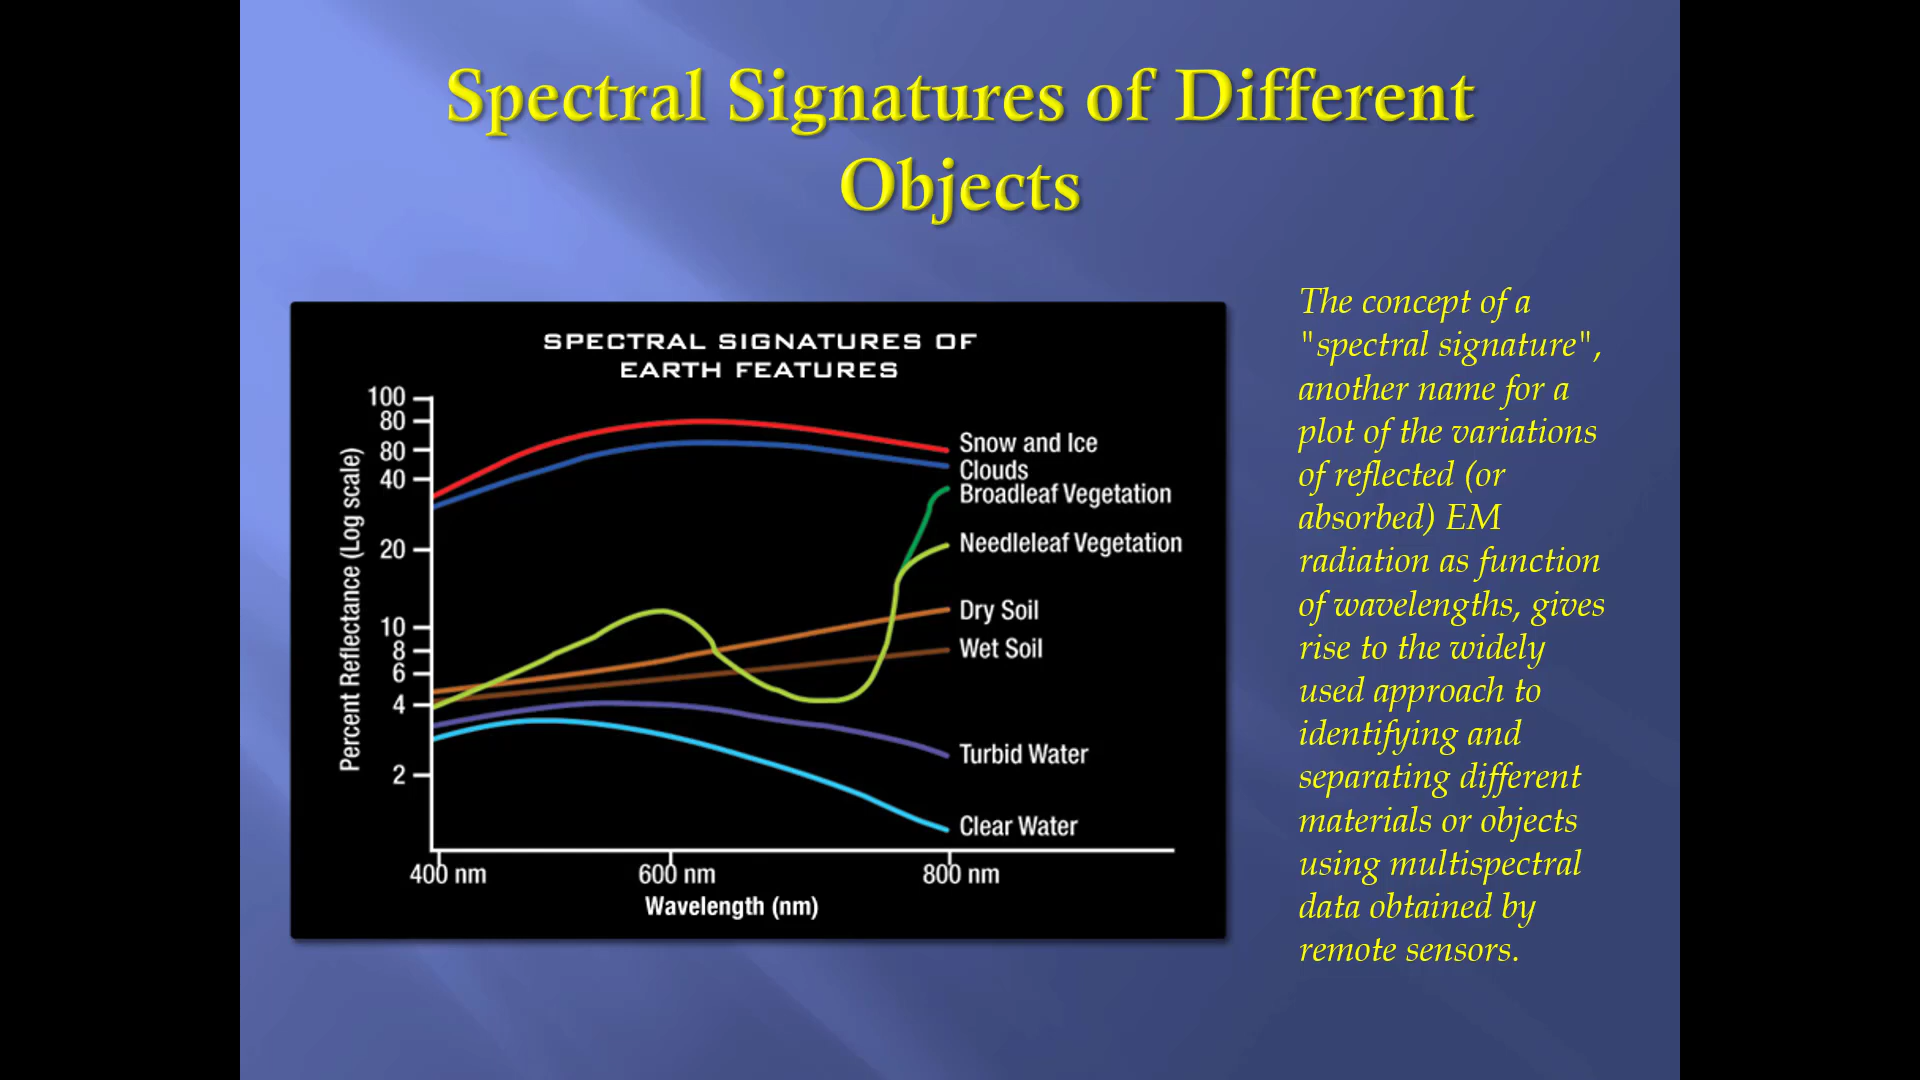 Spectral Signatures of Different
Objects
SPECTRAL SIGNATURES OF
EARTH FEATURES
Percent Reflectance (Log scale)
100
80
80
40
20
10
8
6
4
2
Snow and Ice
Clouds
Broadleaf Vegetation
Needleleaf Vegetation
Dry Soil
Wet Soil
Turbid Water
Clear Water
400 nm 600 nm 800 nm
Wavelength (nm)
The concept of a
"spectral signature",
another name for a
plot of the variations
of reflected (or
absorbed) EM
radiation as function
of wavelengths, gives
rise to the widely
used approach to
identifying and
separating different
materials or objects
using multispectral
data obtained by
remote sensors.